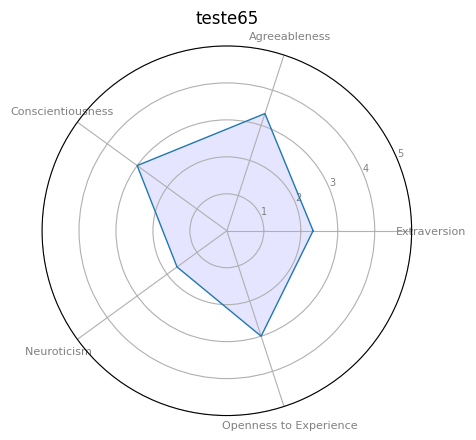 teste65
Agreeableness
Conscientiousness
5
4
3
2
1
Extraversion
Neuroticism
Openness to Experience